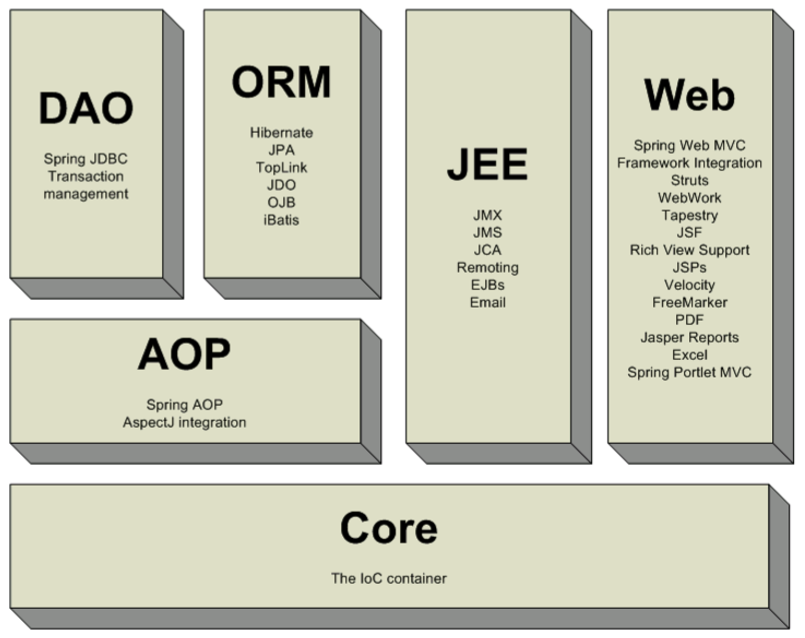 DAO
Spring JDBC
Transaction
management
ORM
Hibernate
JPA
TopLink
JDO
OJB
iBatis
JEE
JMX
JMS
JCA
Remoting
EJBs
Email
Web
Spring Web MVC
Framework Integration
Struts
WebWork
Tapestry
JSF
Rich View Support
JSPs
Velocity
FreeMarker
PDF
Jasper Reports
Excel
Spring Portlet MVC
AOP
Spring AOP
AspectJ integration
Core
The IoC container